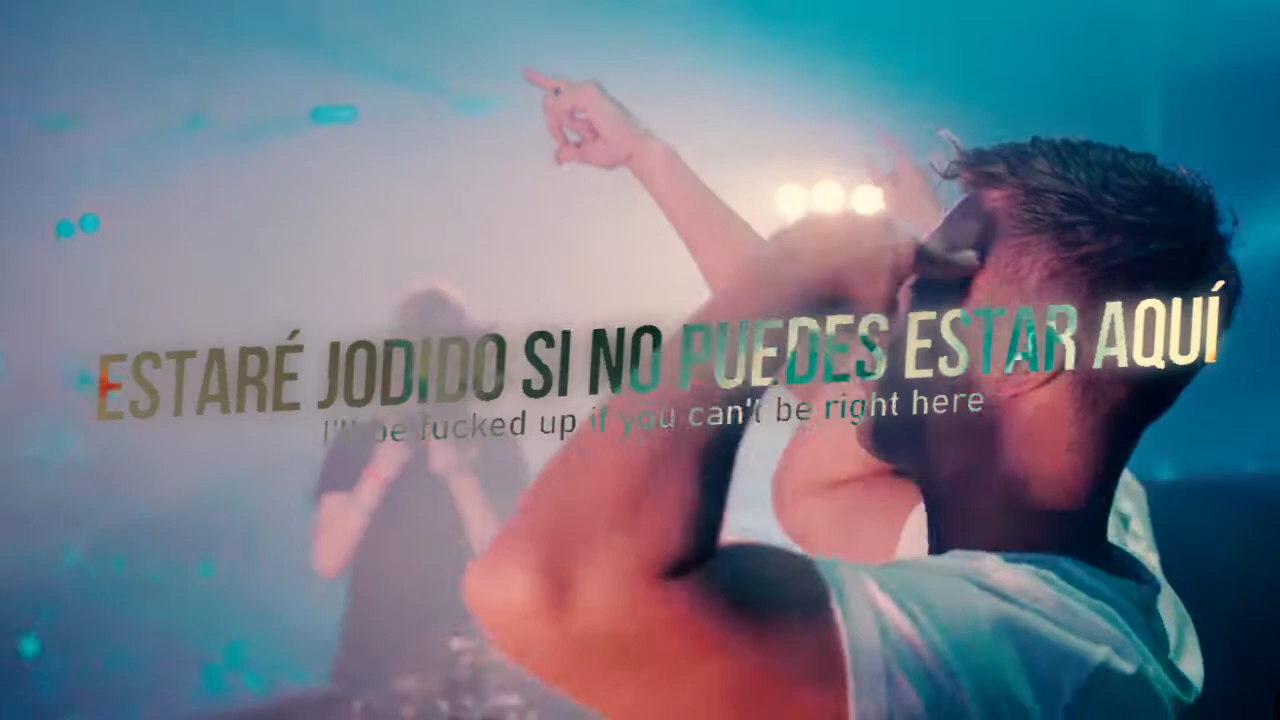 ESTARÉ JODIDO SI NO PUEDES ESTAR AQUÍ
I'll be fucked up if you can't be right here